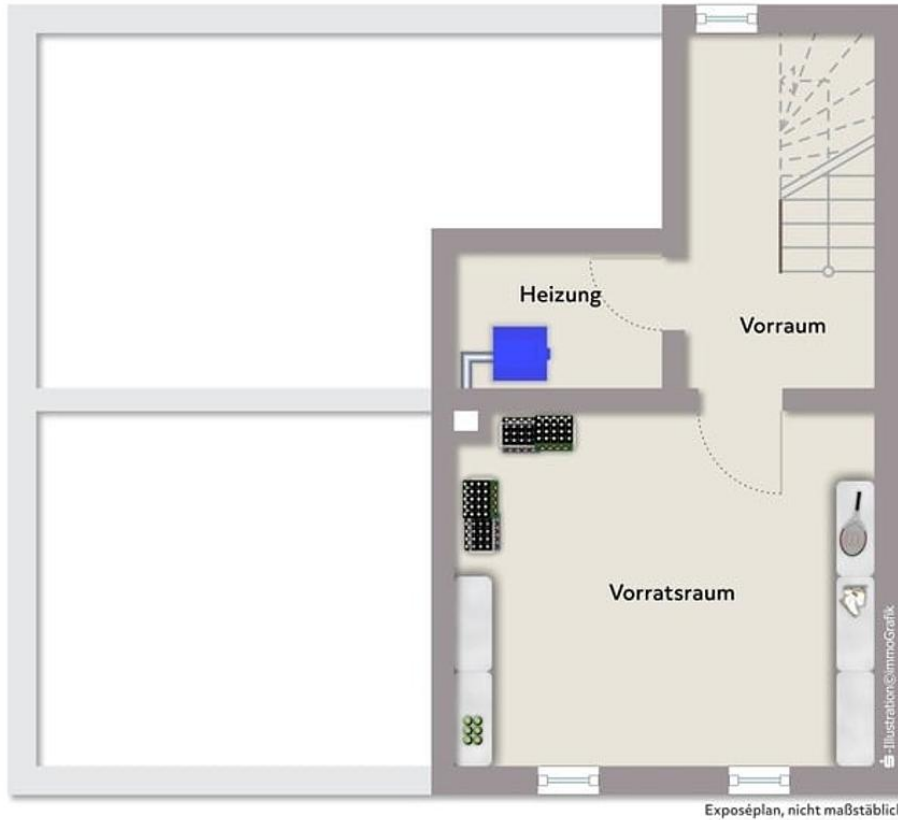 Heizung
Vorraum
Vorratsraum
-Illustration©immoGrafik
Exposéplan, nicht maßstäblich